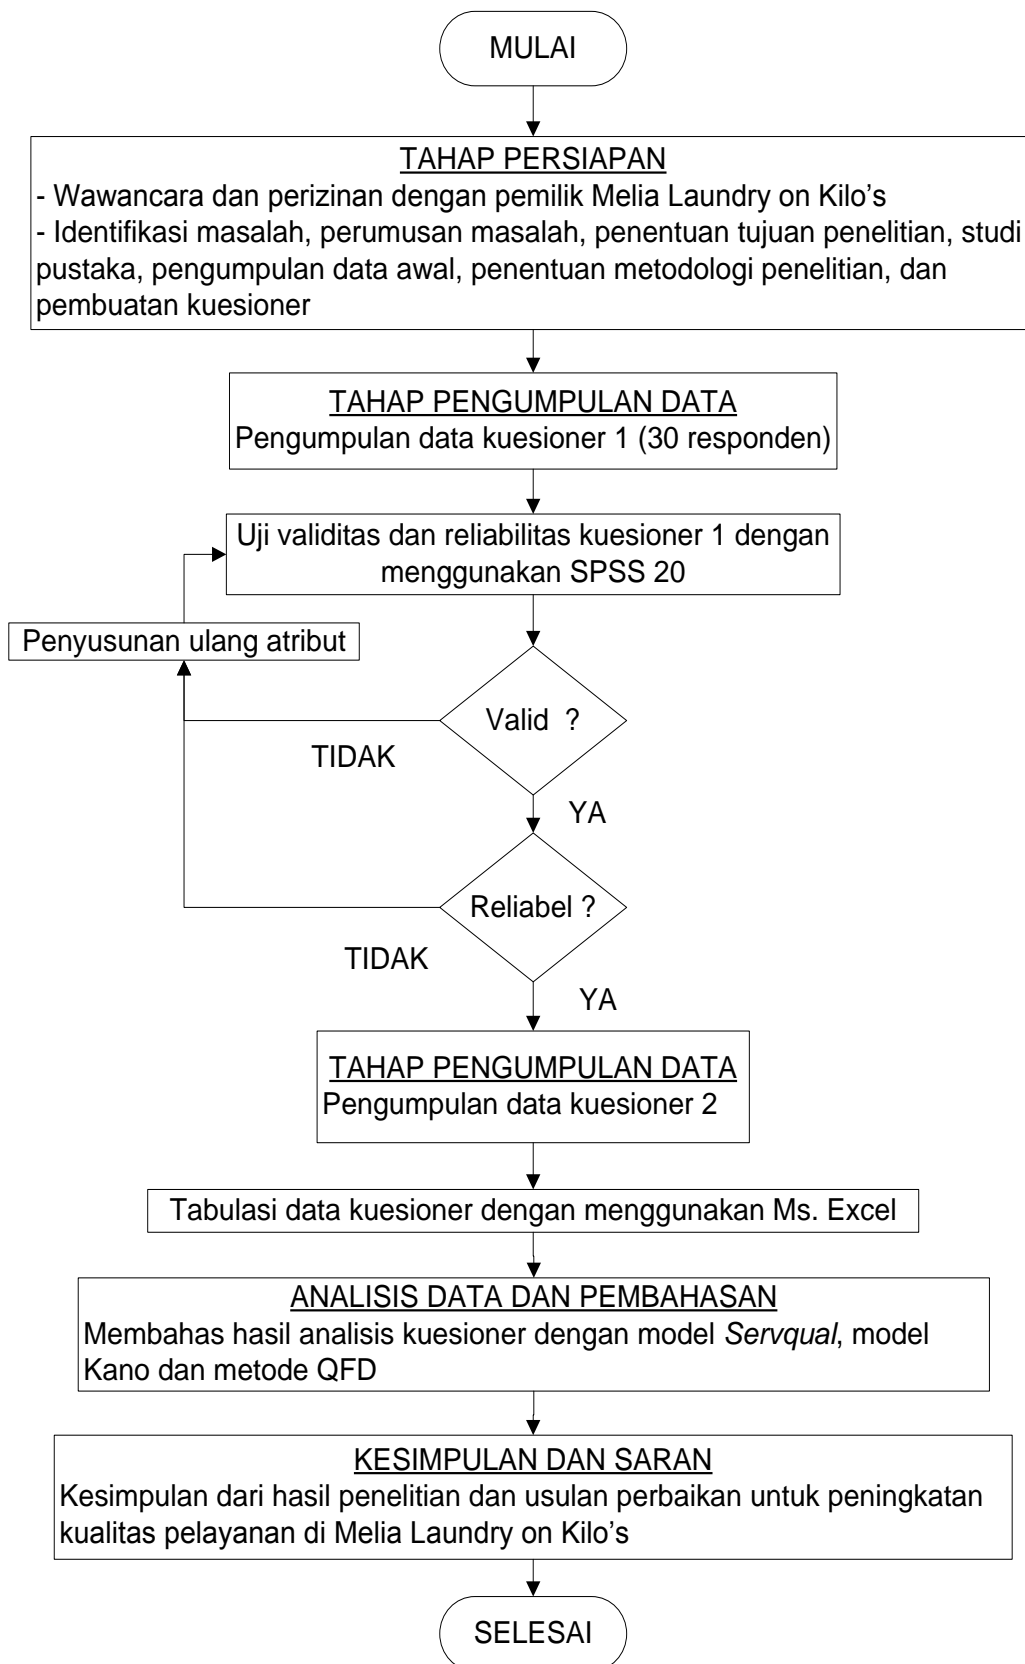 MULAI
TAHAP PERSIAPAN
- Wawancara dan perizinan dengan pemilik Melia Laundry on Kilo’s
- Identifikasi masalah, perumusan masalah, penentuan tujuan penelitian, studi
pustaka, pengumpulan data awal, penentuan metodologi penelitian, dan
pembuatan kuesioner
TAHAP PENGUMPULAN DATA
Pengumpulan data kuesioner 1 (30 responden)
Uji validitas dan reliabilitas kuesioner 1 dengan
menggunakan SPSS 20
Penyusunan ulang atribut
Valid ?
TIDAK
YA
Reliabel ?
TIDAK
YA
TAHAP PENGUMPULAN DATA
Pengumpulan data kuesioner 2
Tabulasi data kuesioner dengan menggunakan Ms. Excel
ANALISIS DATA DAN PEMBAHASAN
Membahas hasil analisis kuesioner dengan model Servqual, model
Kano dan metode QFD
KESIMPULAN DAN SARAN
Kesimpulan dari hasil penelitian dan usulan perbaikan untuk peningkatan
kualitas pelayanan di Melia Laundry on Kilo’s
SELESAI